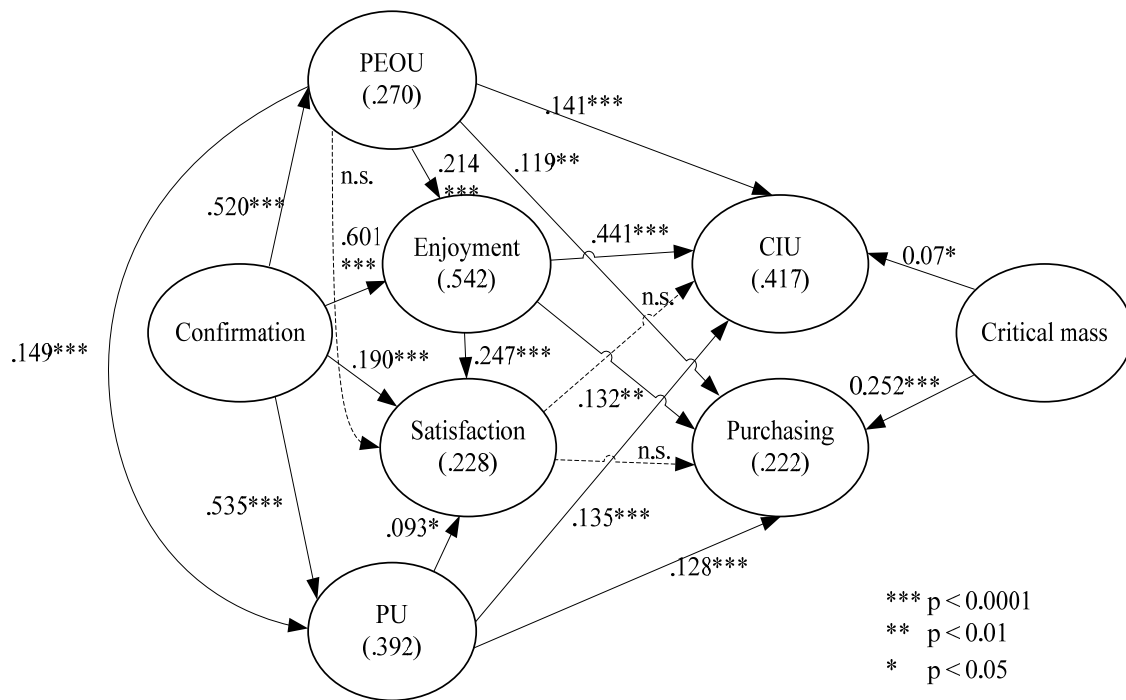 PEOU
(.270)
.141***
.119**
n.s.
.214
***
.520***
.601
***
Enjoyment
(.542)
.441***
CIU
(.417)
0.07*
n.s.
Confirmation
Critical mass
.149***
.190***
.247***
.132**
0.252***
Satisfaction
(.228)
n.s.
Purchasing
(.222)
.535***
.093*
.135***
.128***
PU
(.392)
*** p < 0.0001
** p < 0.01
* p < 0.05